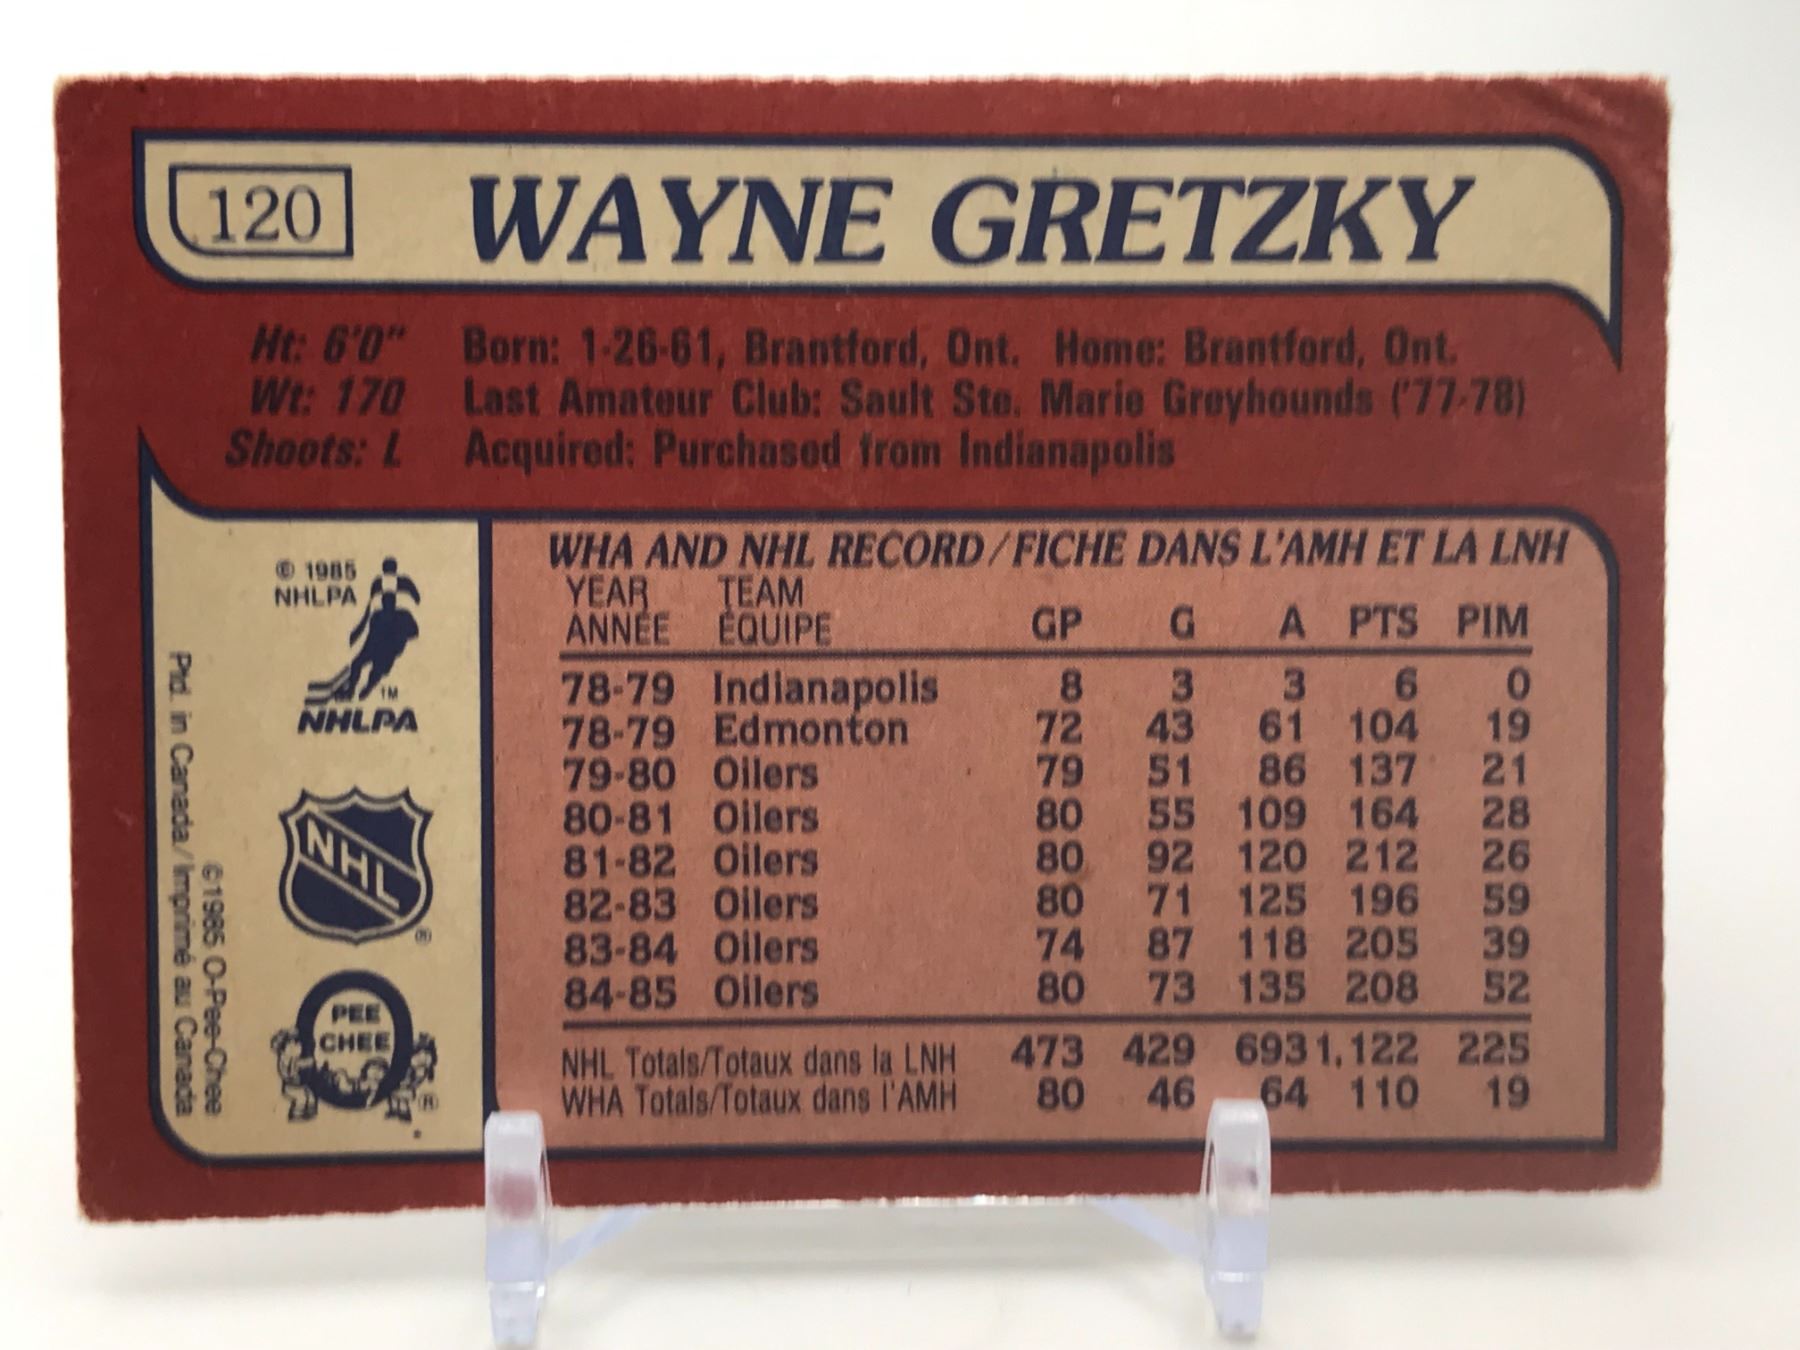 120 WAYNE GRETZKY
Ht: 6'0" Born: 1-26-61, Brantford, Ont. Home: Brantford, Ont.
Wt: 170 Last Amateur Club: Sault Ste. Marie Greyhounds ('77-78)
Shoots: L Acquired: Purchased from Indianapolis
© 1985
NHLPA
TM
NHLPA
NHL
®
PEE
CHEE
®
©1985 O-Pee-Chee
Ptd. in Canada/Imprimé au Canada
WHA AND NHL RECORD/FICHE DANS L'AMH ET LA LNH
YEAR TEAM
ANNÉE ÉQUIPE GP G A PTS PIM
78-79 Indianapolis 8 3 3 6 0
78-79 Edmonton 72 43 61 104 19
79-80 Oilers 79 51 86 137 21
80-81 Oilers 80 55 109 164 28
81-82 Oilers 80 92 120 212 26
82-83 Oilers 80 71 125 196 59
83-84 Oilers 74 87 118 205 39
84-85 Oilers 80 73 135 208 52
NHL Totals/Totaux dans la LNH 473 429 693 1,122 225
WHA Totals/Totaux dans l'AMH 80 46 64 110 19